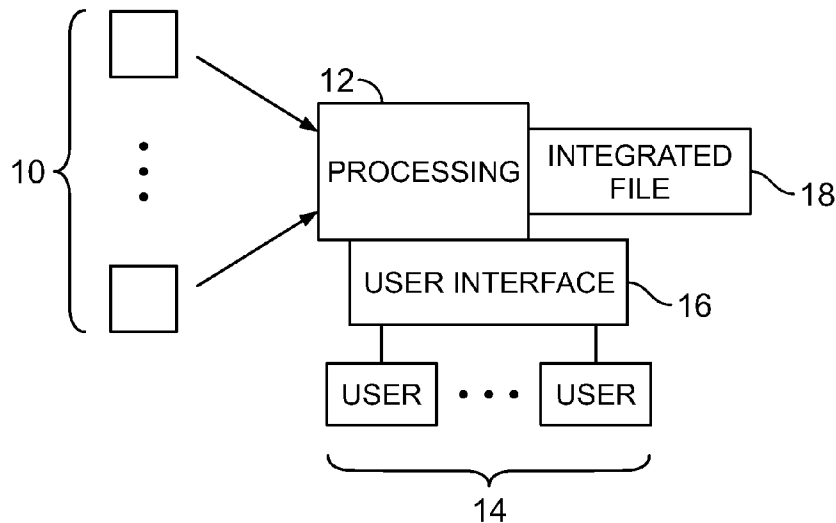 12
10
PROCESSING
INTEGRATED
FILE
18
USER INTERFACE
16
USER
USER
14